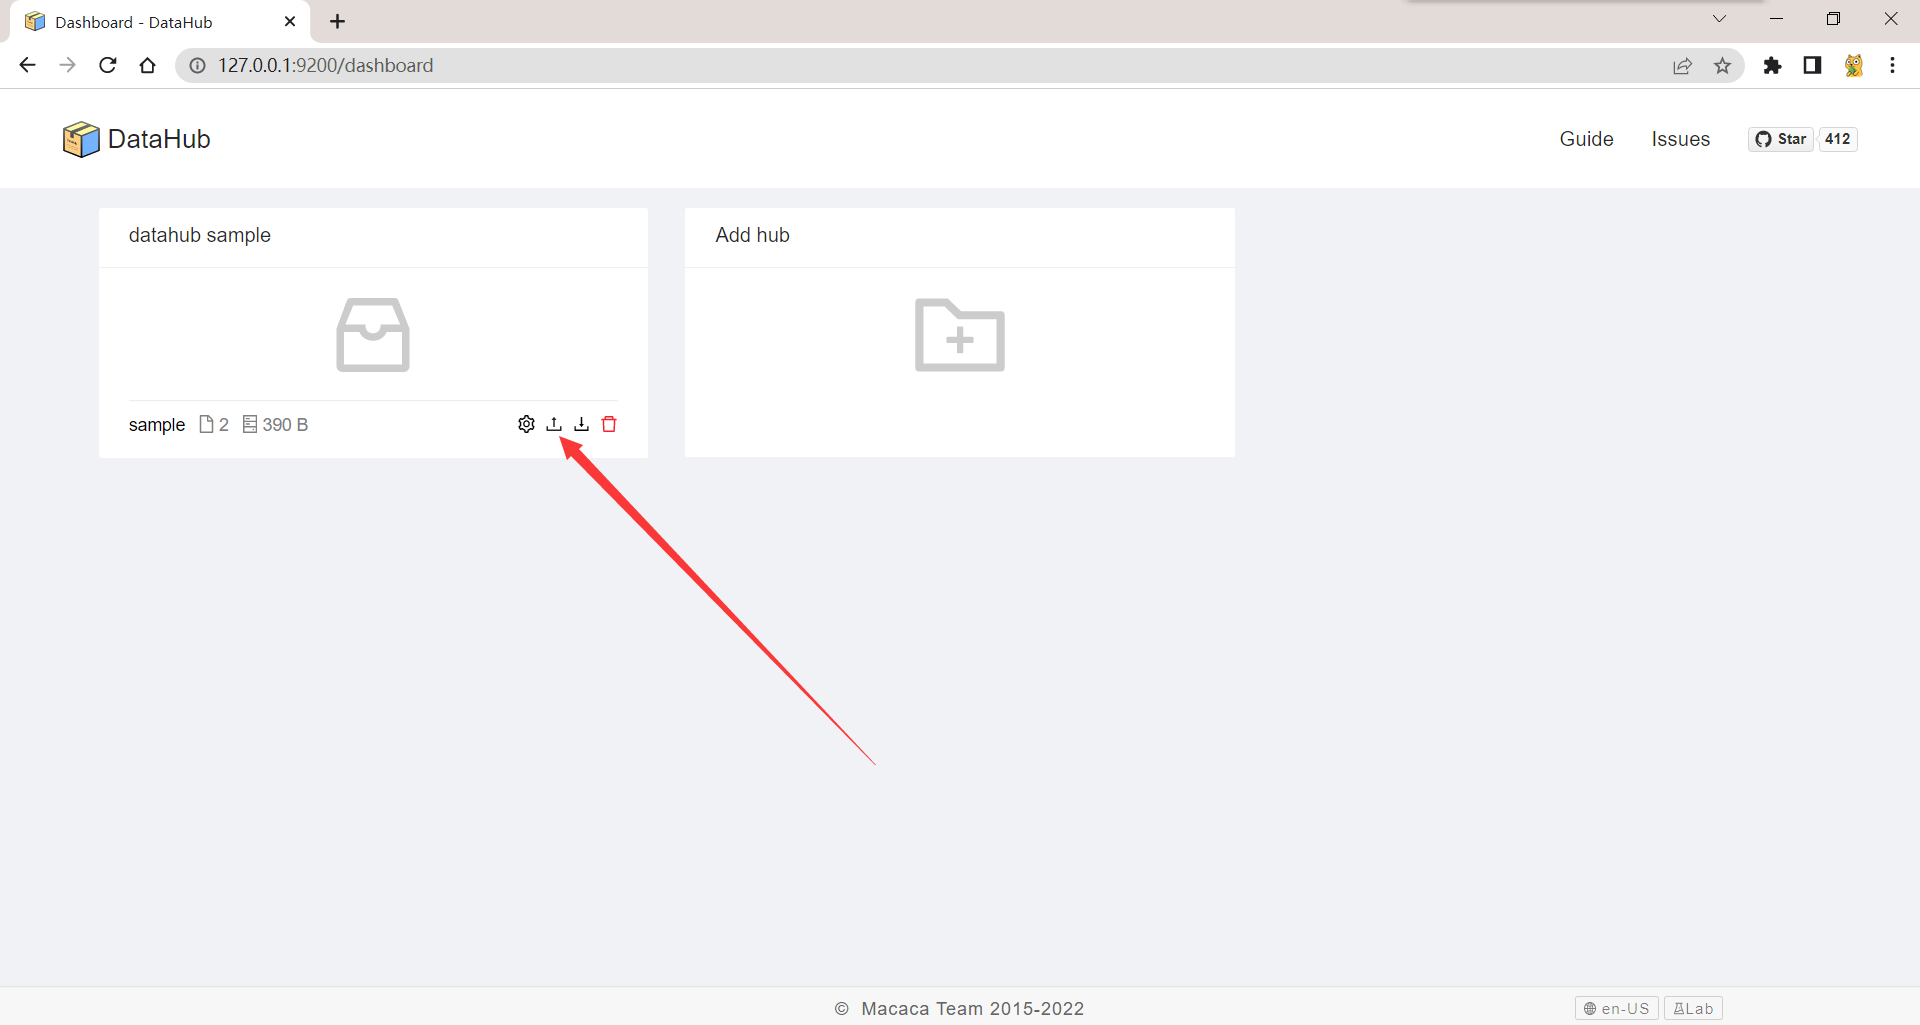 Dashboard - DataHub
127.0.0.1:9200/dashboard
DataHub
Guide
Issues
Star
412
datahub sample
Add hub
sample
2
390 B
© Macaca Team 2015-2022
en-US
Lab